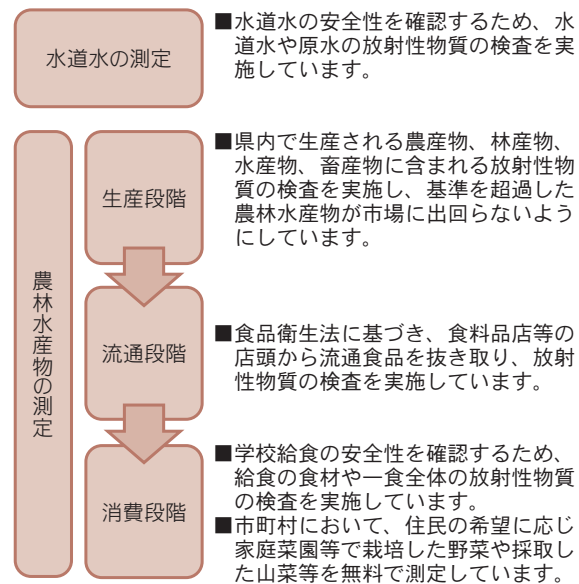 水道水の測定
■水道水の安全性を確認するため、水
道水や原水の放射性物質の検査を実
施しています。
農林水産物の測定
生産段階
■県内で生産される農産物、林産物、
水産物、畜産物に含まれる放射性物
質の検査を実施し、基準を超過した
農林水産物が市場に出回らないよう
にしています。
流通段階
■食品衛生法に基づき、食料品店等の
店頭から流通食品を抜き取り、放射
性物質の検査を実施しています。
消費段階
■学校給食の安全性を確認するため、
給食の食材や一食全体の放射性物質
の検査を実施しています。
■市町村において、住民の希望に応じ
家庭菜園等で栽培した野菜や採取し
た山菜等を無料で測定しています。